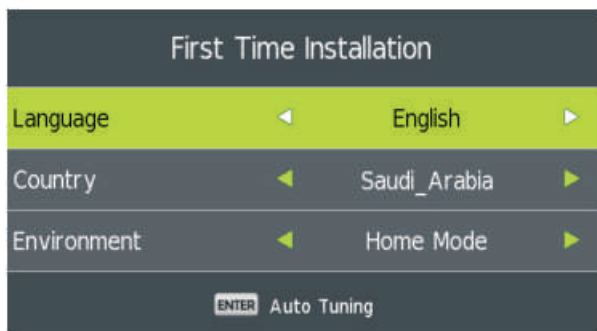 First Time Installation
Language English
Country Saudi_Arabia
Environment Home Mode
ENTER Auto Tuning